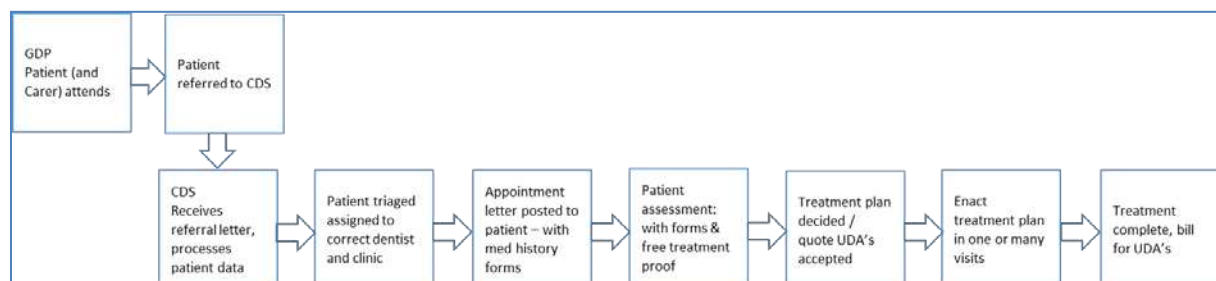 GDP
Patient (and
Carer) attends
Patient
referred to CDS
CDS
Receives
referral letter,
processes
patient data
Patient triaged
assigned to
correct dentist
and clinic
Appointment
letter posted to
patient – with
med history
forms
Patient
assessment:
with forms &
free treatment
proof
Treatment plan
decided /
quote UDA's
accepted
Enact
treatment plan
in one or many
visits
Treatment
complete, bill
for UDA's